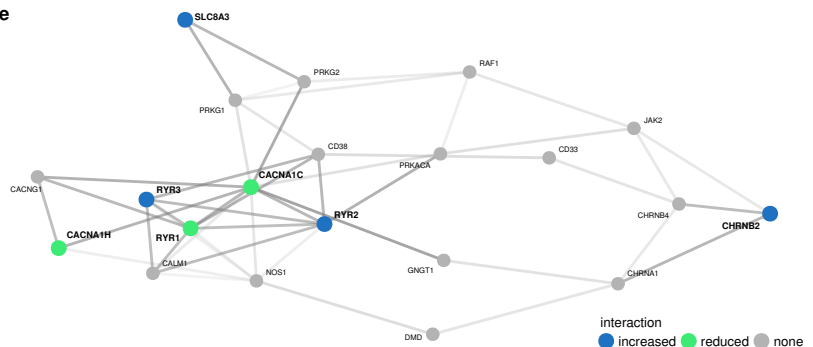 e
SLC8A3
RAF1
PRKG2
PRKG1
JAK2
CD38
CD33
PRKACA
CACNA1C
CACNG1
RYR3
RYR2
CHRNB4
CHRNB2
CACNA1H
RYR1
CALM1
NOS1
GNGT1
CHRNA1
DMD
interaction
increased reduced none